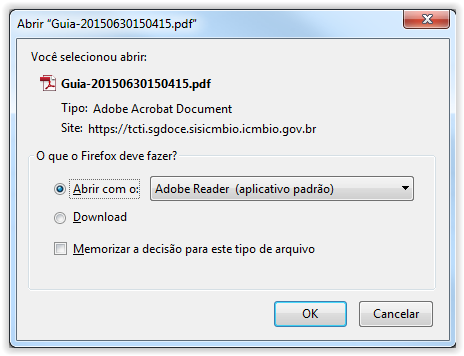 Abrir "Guia-20150630150415.pdf"
Você selecionou abrir:
Guia-20150630150415.pdf
Tipo: Adobe Acrobat Document
Site: https://tcti.sgdoce.sisicmbio.icmbio.gov.br
O que o Firefox deve fazer?
Abrir com o: Adobe Reader (aplicativo padrão)
Download
Memorizar a decisão para este tipo de arquivo
OK Cancelar